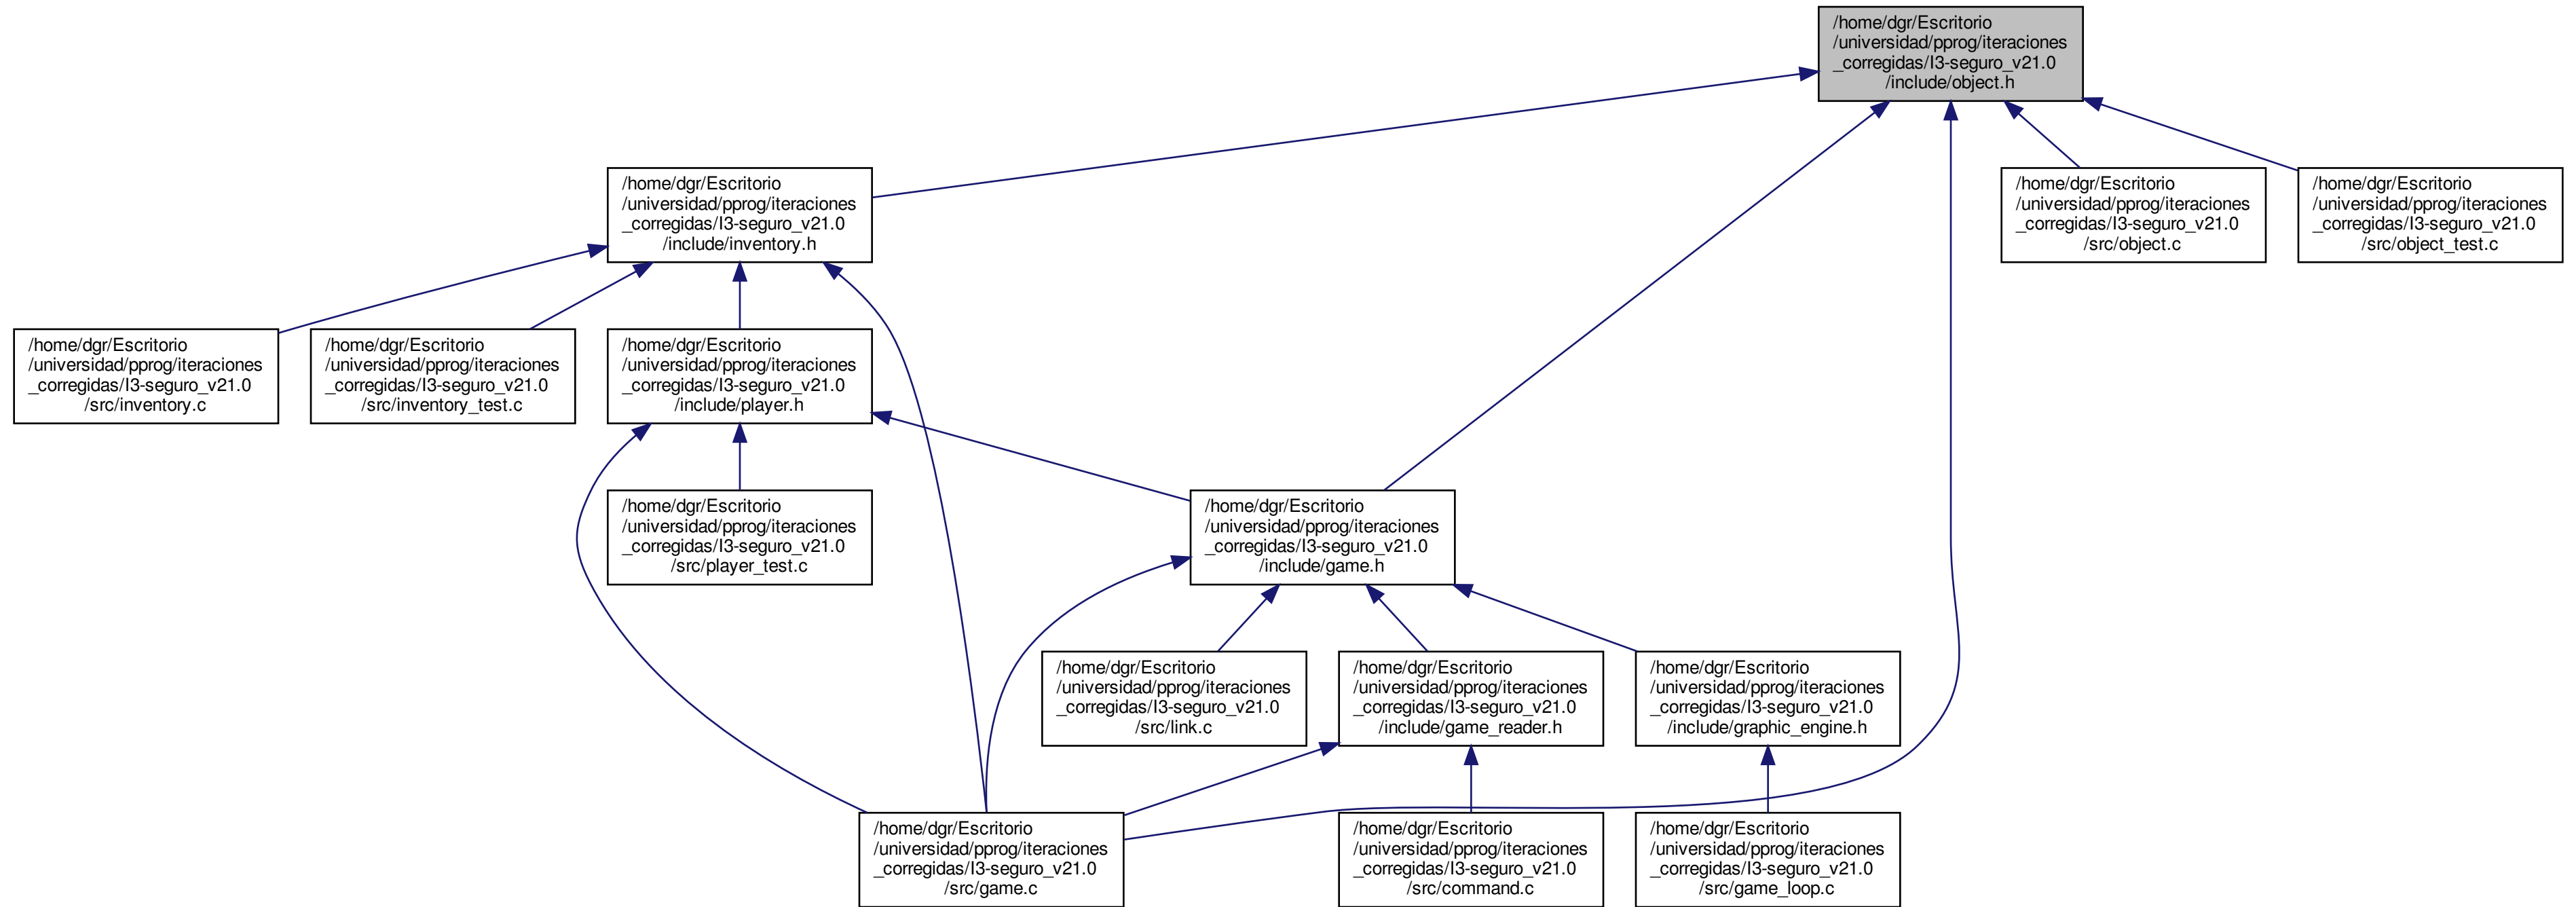 /home/dgr/Escritorio
/universidad/pprog/iteraciones
_corregidas/I3-seguro_v21.0
/include/object.h
/home/dgr/Escritorio
/universidad/pprog/iteraciones
_corregidas/I3-seguro_v21.0
/include/inventory.h
/home/dgr/Escritorio
/universidad/pprog/iteraciones
_corregidas/I3-seguro_v21.0
/src/object.c
/home/dgr/Escritorio
/universidad/pprog/iteraciones
_corregidas/I3-seguro_v21.0
/src/object_test.c
/home/dgr/Escritorio
/universidad/pprog/iteraciones
_corregidas/I3-seguro_v21.0
/src/inventory.c
/home/dgr/Escritorio
/universidad/pprog/iteraciones
_corregidas/I3-seguro_v21.0
/src/inventory_test.c
/home/dgr/Escritorio
/universidad/pprog/iteraciones
_corregidas/I3-seguro_v21.0
/include/player.h
/home/dgr/Escritorio
/universidad/pprog/iteraciones
_corregidas/I3-seguro_v21.0
/src/player_test.c
/home/dgr/Escritorio
/universidad/pprog/iteraciones
_corregidas/I3-seguro_v21.0
/include/game.h
/home/dgr/Escritorio
/universidad/pprog/iteraciones
_corregidas/I3-seguro_v21.0
/src/link.c
/home/dgr/Escritorio
/universidad/pprog/iteraciones
_corregidas/I3-seguro_v21.0
/include/game_reader.h
/home/dgr/Escritorio
/universidad/pprog/iteraciones
_corregidas/I3-seguro_v21.0
/include/graphic_engine.h
/home/dgr/Escritorio
/universidad/pprog/iteraciones
_corregidas/I3-seguro_v21.0
/src/game.c
/home/dgr/Escritorio
/universidad/pprog/iteraciones
_corregidas/I3-seguro_v21.0
/src/command.c
/home/dgr/Escritorio
/universidad/pprog/iteraciones
_corregidas/I3-seguro_v21.0
/src/game_loop.c